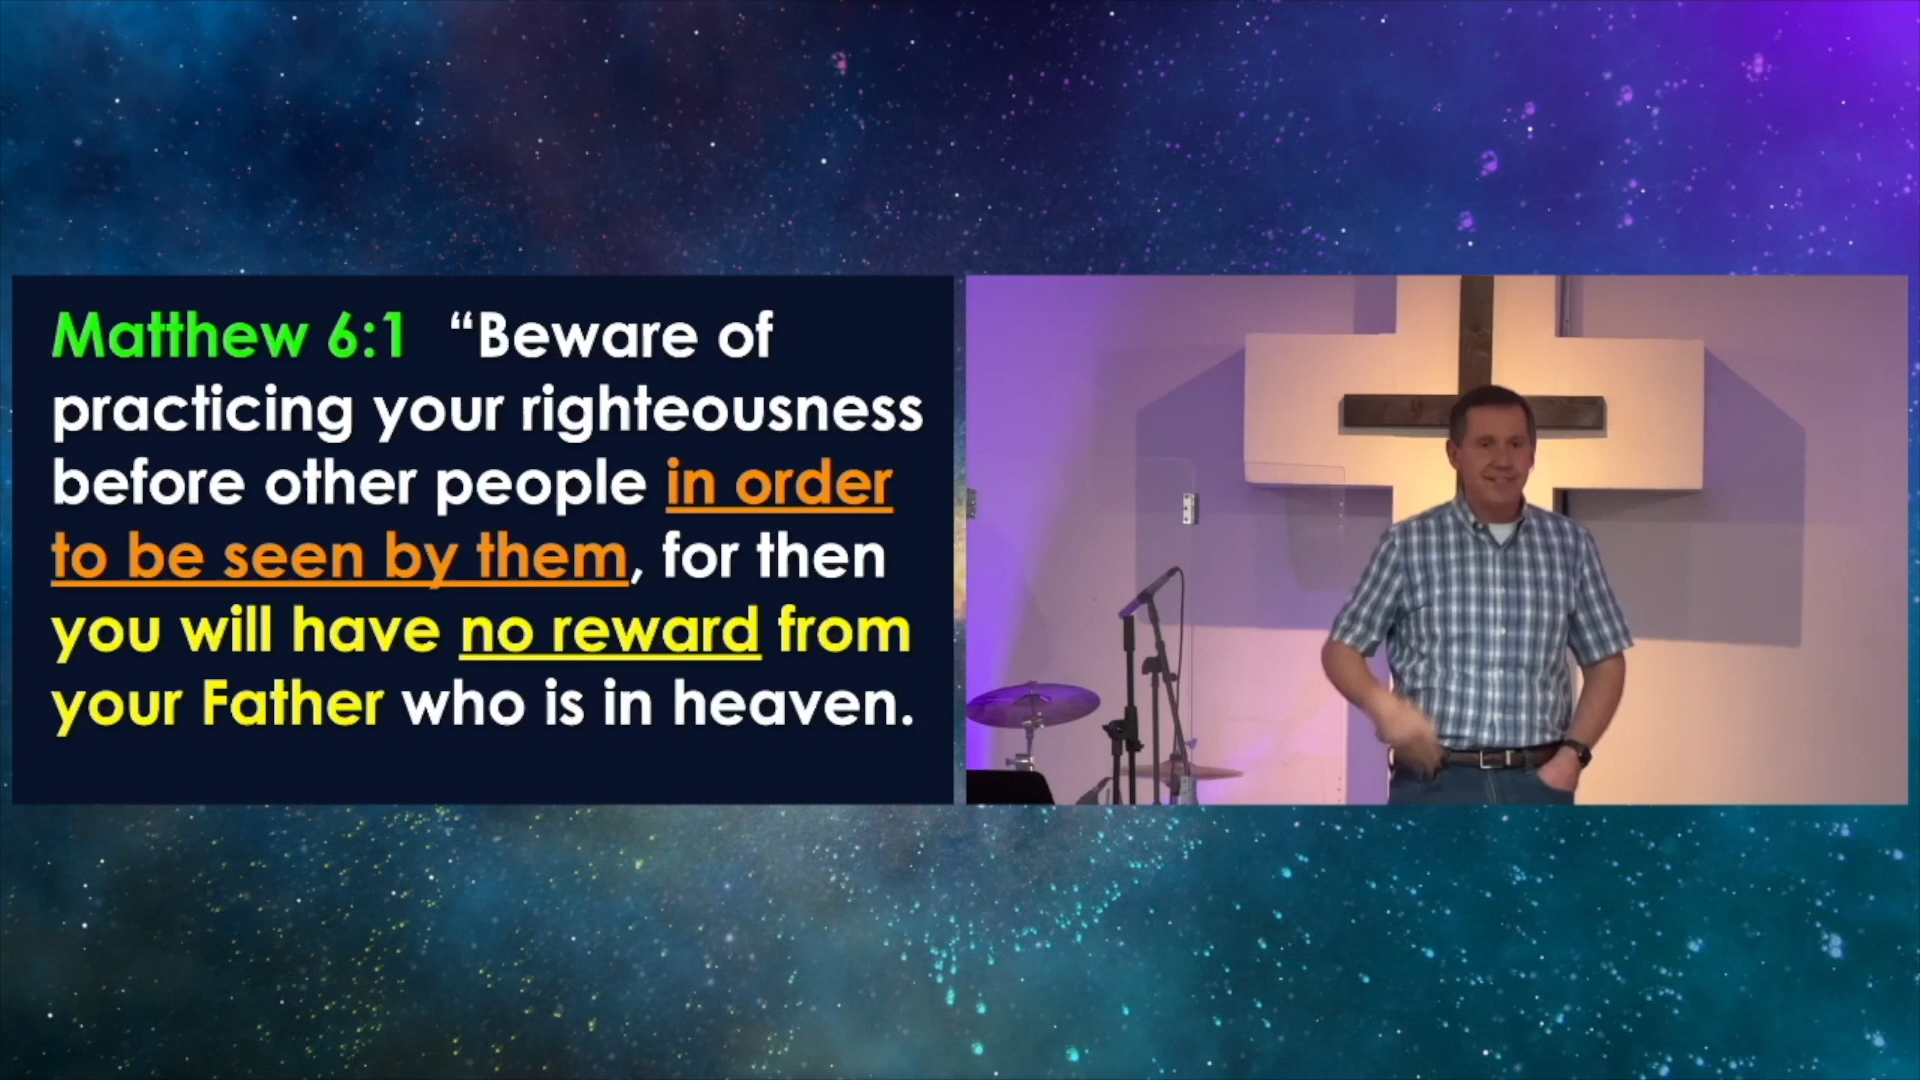 Matthew 6:1 “Beware of
practicing your righteousness
before other people in order
to be seen by them, for then
you will have no reward from
your Father who is in heaven.